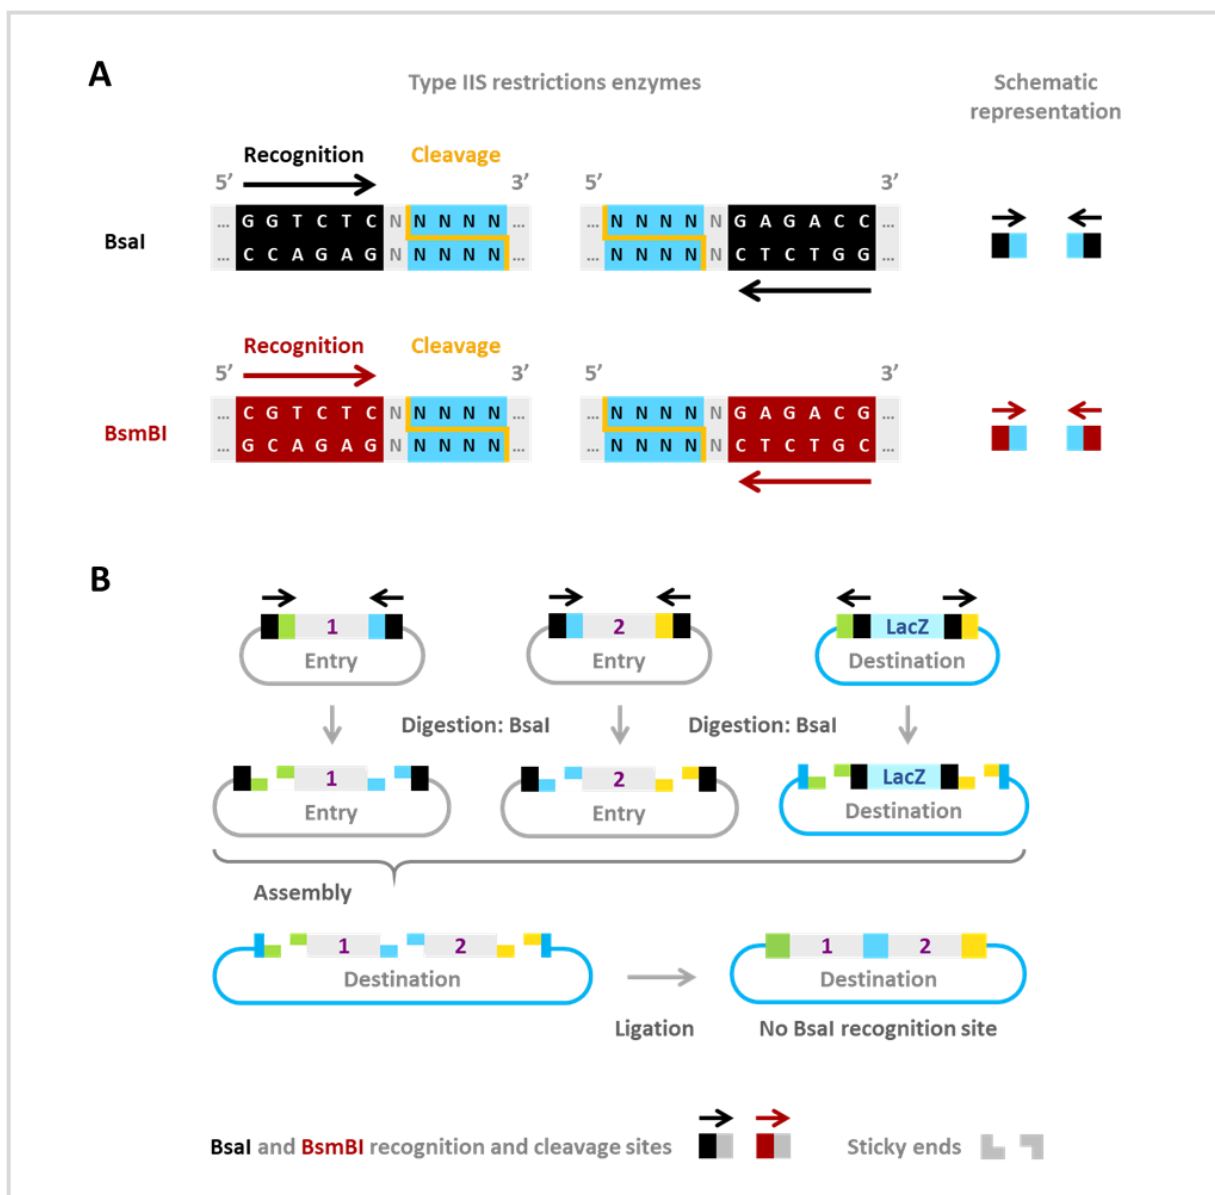 A
Type IIS restrictions enzymes
Schematic
representation
Recognition Cleavage
5’ 3’ 5’ 3’
BsaI
... G G T C T C N N N N N ... ... N N N N N G A G A C C ...
... C C A G A G N N N N N ... ... N N N N N C T C T G G ...
Recognition Cleavage
5’ 3’ 5’ 3’
BsmBI
... C G T C T C N N N N N ... ... N N N N N G A G A C G ...
... G C A G A G N N N N N ... ... N N N N N C T C T G C ...
B
1 2 LacZ
Entry Entry Destination
Digestion: BsaI Digestion: BsaI
1 2 LacZ
Entry Entry Destination
Assembly
1 2 1 2
Destination Destination
Ligation No BsaI recognition site
BsaI and BsmBI recognition and cleavage sites Sticky ends